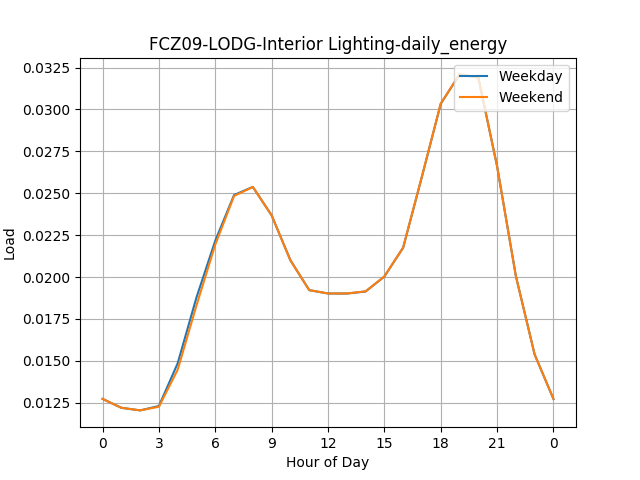 FCZ09-LODG-Interior Lighting-daily_energy
0.0325
0.0300
0.0275
0.0250
0.0225
0.0200
0.0175
0.0150
0.0125
Load
Weekday
Weekend
0 3 6 9 12 15 18 21 0
Hour of Day